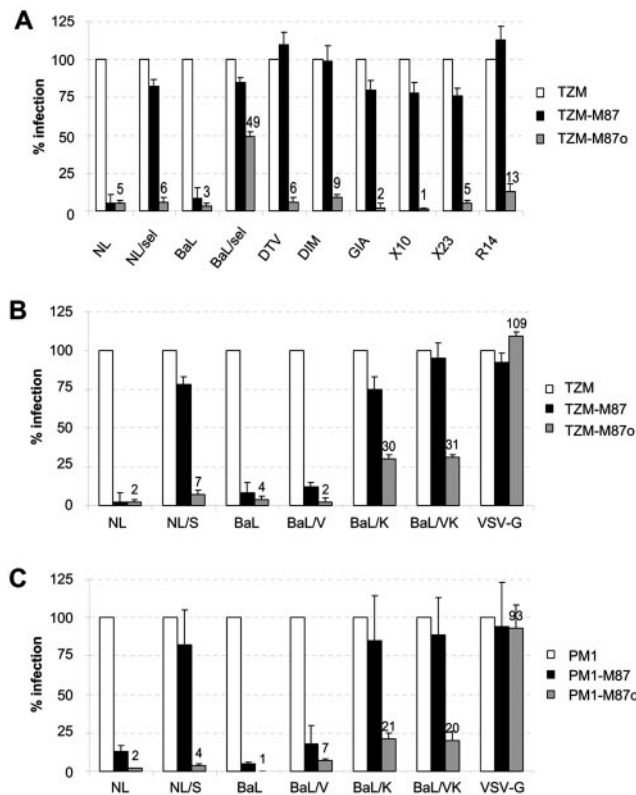 A
125
100
75
50
25
0
% infection
5
6
3
49
6
9
2
1
5
13
NL
NL/sel
BaL
BaL/sel
DTV
DIM
GIA
X10
X23
R14
TZM
TZM-M87
TZM-M87o
B
125
100
75
50
25
0
% infection
2
7
4
2
30
31
109
NL
NL/S
BaL
BaL/V
BaL/K
BaL/VK
VSV-G
TZM
TZM-M87
TZM-M87o
C
125
100
75
50
25
0
% infection
2
4
1
7
21
20
93
NL
NL/S
BaL
BaL/V
BaL/K
BaL/VK
VSV-G
PM1
PM1-M87
PM1-M87o